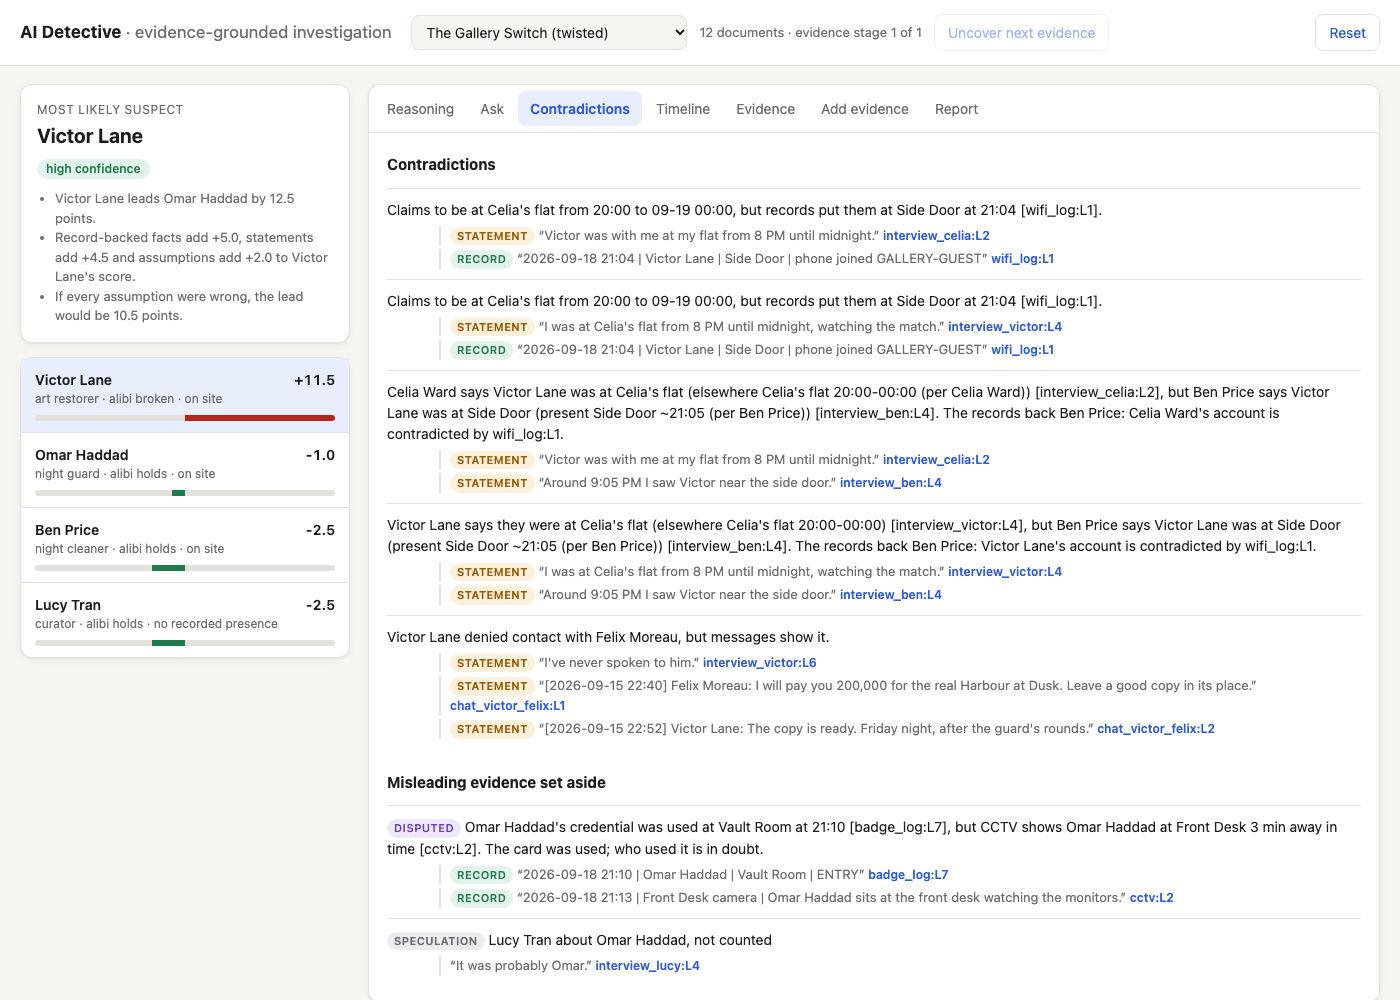 AI Detective · evidence-grounded investigation
The Gallery Switch (twisted)
12 documents · evidence stage 1 of 1
Uncover next evidence
Reset
MOST LIKELY SUSPECT
Victor Lane
high confidence
• Victor Lane leads Omar Haddad by 12.5
points.
• Record-backed facts add +5.0, statements
add +4.5 and assumptions add +2.0 to Victor
Lane's score.
• If every assumption were wrong, the lead
would be 10.5 points.
Victor Lane +11.5
art restorer · alibi broken · on site
Omar Haddad -1.0
night guard · alibi holds · on site
Ben Price -2.5
night cleaner · alibi holds · on site
Lucy Tran -2.5
curator · alibi holds · no recorded presence
Reasoning Ask Contradictions Timeline Evidence Add evidence Report
Contradictions
Claims to be at Celia's flat from 20:00 to 09-19 00:00, but records put them at Side Door at 21:04 [wifi_log:L1].
STATEMENT “Victor was with me at my flat from 8 PM until midnight.” interview_celia:L2
RECORD “2026-09-18 21:04 | Victor Lane | Side Door | phone joined GALLERY-GUEST” wifi_log:L1
Claims to be at Celia's flat from 20:00 to 09-19 00:00, but records put them at Side Door at 21:04 [wifi_log:L1].
STATEMENT “I was at Celia's flat from 8 PM until midnight, watching the match.” interview_victor:L4
RECORD “2026-09-18 21:04 | Victor Lane | Side Door | phone joined GALLERY-GUEST” wifi_log:L1
Celia Ward says Victor Lane was at Celia's flat (elsewhere Celia's flat 20:00-00:00 (per Celia Ward)) [interview_celia:L2], but Ben Price says Victor
Lane was at Side Door (present Side Door ~21:05 (per Ben Price)) [interview_ben:L4]. The records back Ben Price: Celia Ward's account is
contradicted by wifi_log:L1.
STATEMENT “Victor was with me at my flat from 8 PM until midnight.” interview_celia:L2
STATEMENT “Around 9:05 PM I saw Victor near the side door.” interview_ben:L4
Victor Lane says they were at Celia's flat (elsewhere Celia's flat 20:00-00:00) [interview_victor:L4], but Ben Price says Victor Lane was at Side Door
(present Side Door ~21:05 (per Ben Price)) [interview_ben:L4]. The records back Ben Price: Victor Lane's account is contradicted by wifi_log:L1.
STATEMENT “I was at Celia's flat from 8 PM until midnight, watching the match.” interview_victor:L4
STATEMENT “Around 9:05 PM I saw Victor near the side door.” interview_ben:L4
Victor Lane denied contact with Felix Moreau, but messages show it.
STATEMENT “I've never spoken to him.” interview_victor:L6
STATEMENT “[2026-09-15 22:40] Felix Moreau: I will pay you 200,000 for the real Harbour at Dusk. Leave a good copy in its place.”
chat_victor_felix:L1
STATEMENT “[2026-09-15 22:52] Victor Lane: The copy is ready. Friday night, after the guard's rounds.” chat_victor_felix:L2
Misleading evidence set aside
DISPUTED Omar Haddad's credential was used at Vault Room at 21:10 [badge_log:L7], but CCTV shows Omar Haddad at Front Desk 3 min away in
time [cctv:L2]. The card was used; who used it is in doubt.
RECORD “2026-09-18 21:10 | Omar Haddad | Vault Room | ENTRY” badge_log:L7
RECORD “2026-09-18 21:13 | Front Desk camera | Omar Haddad sits at the front desk watching the monitors.” cctv:L2
SPECULATION Lucy Tran about Omar Haddad, not counted
“It was probably Omar.” interview_lucy:L4